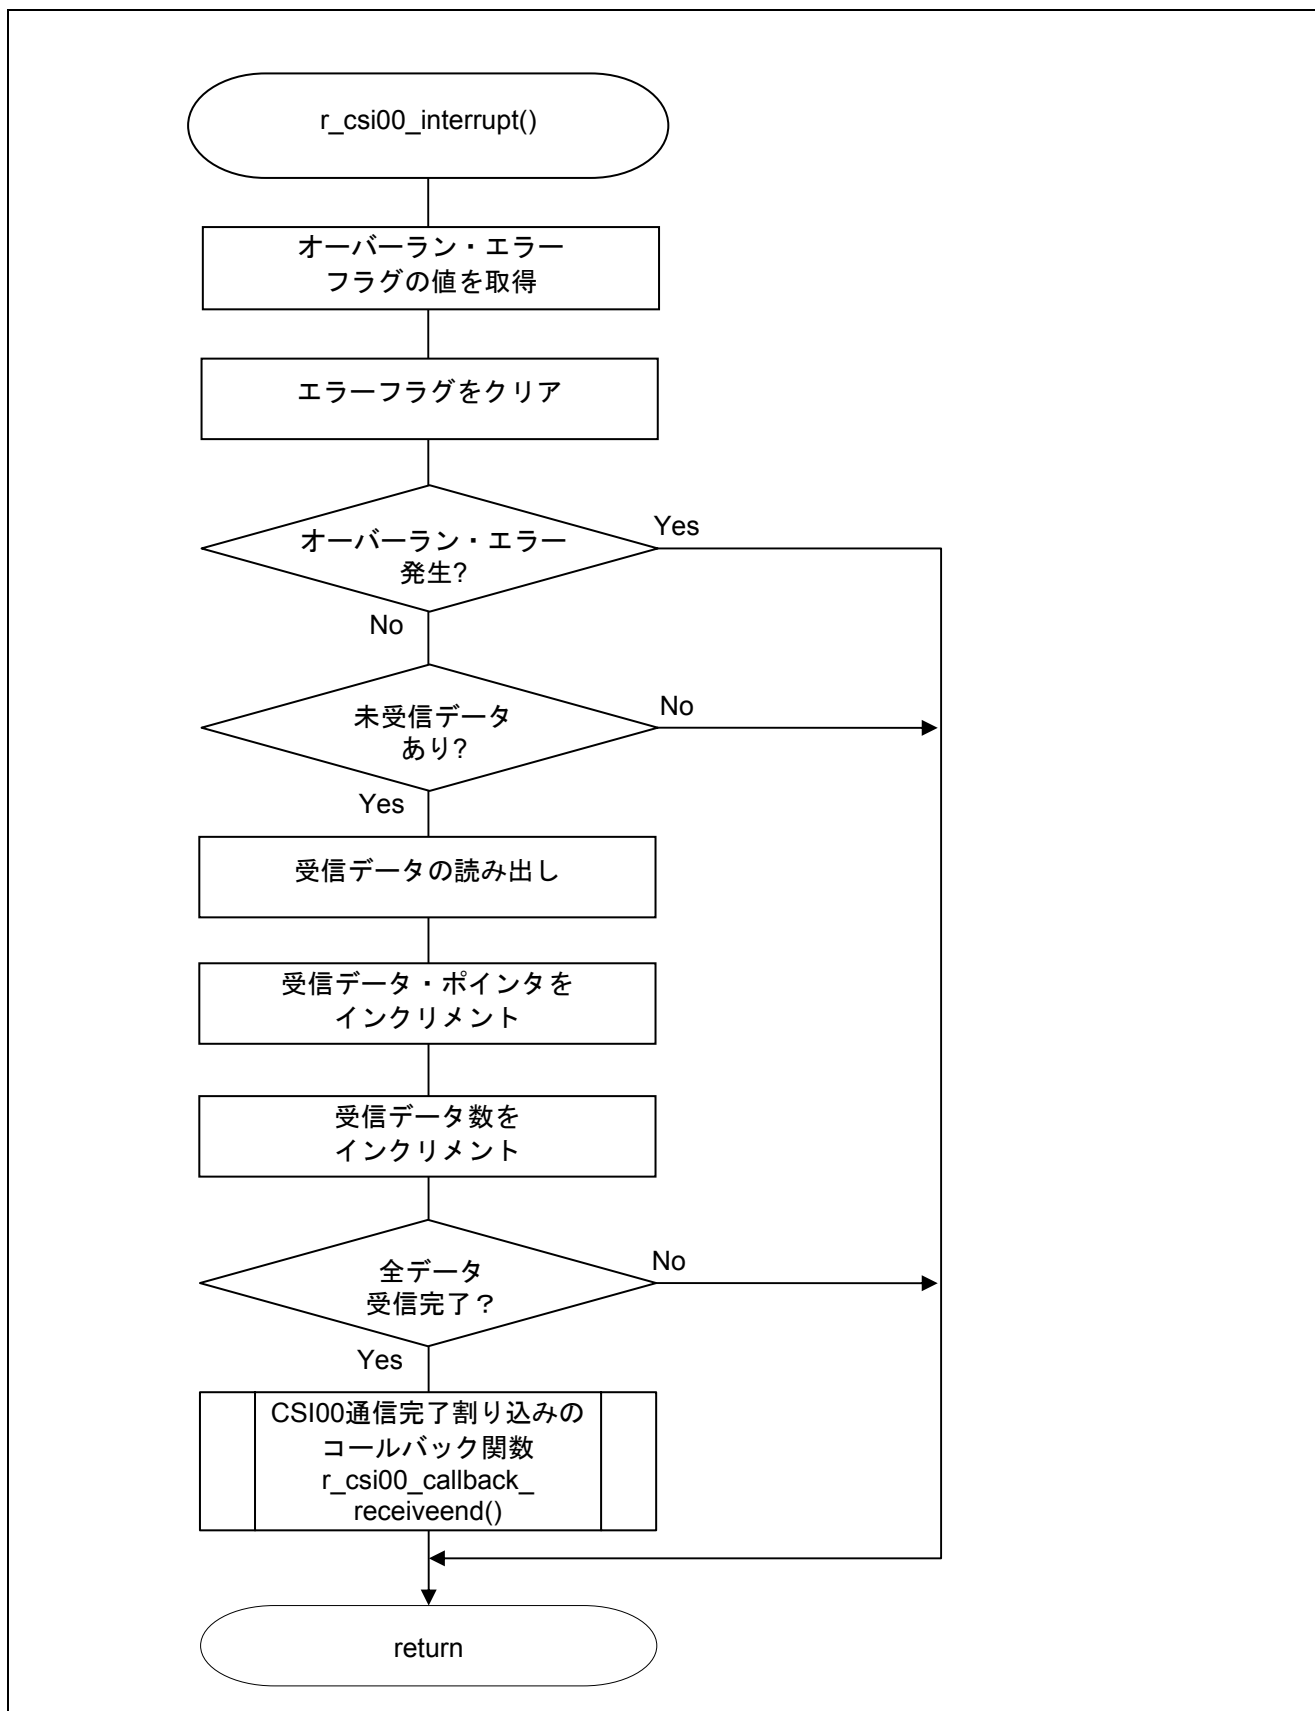 r_csi00_interrupt()
オーバーラン・エラー
フラグの値を取得
エラーフラグをクリア
オーバーラン・エラー
発生?
Yes
No
未受信データ
あり?
No
Yes
受信データの読み出し
受信データ・ポインタを
インクリメント
受信データ数を
インクリメント
全データ
受信完了？
No
Yes
CSI00通信完了割り込みの
コールバック関数
r_csi00_callback_
receiveend()
return